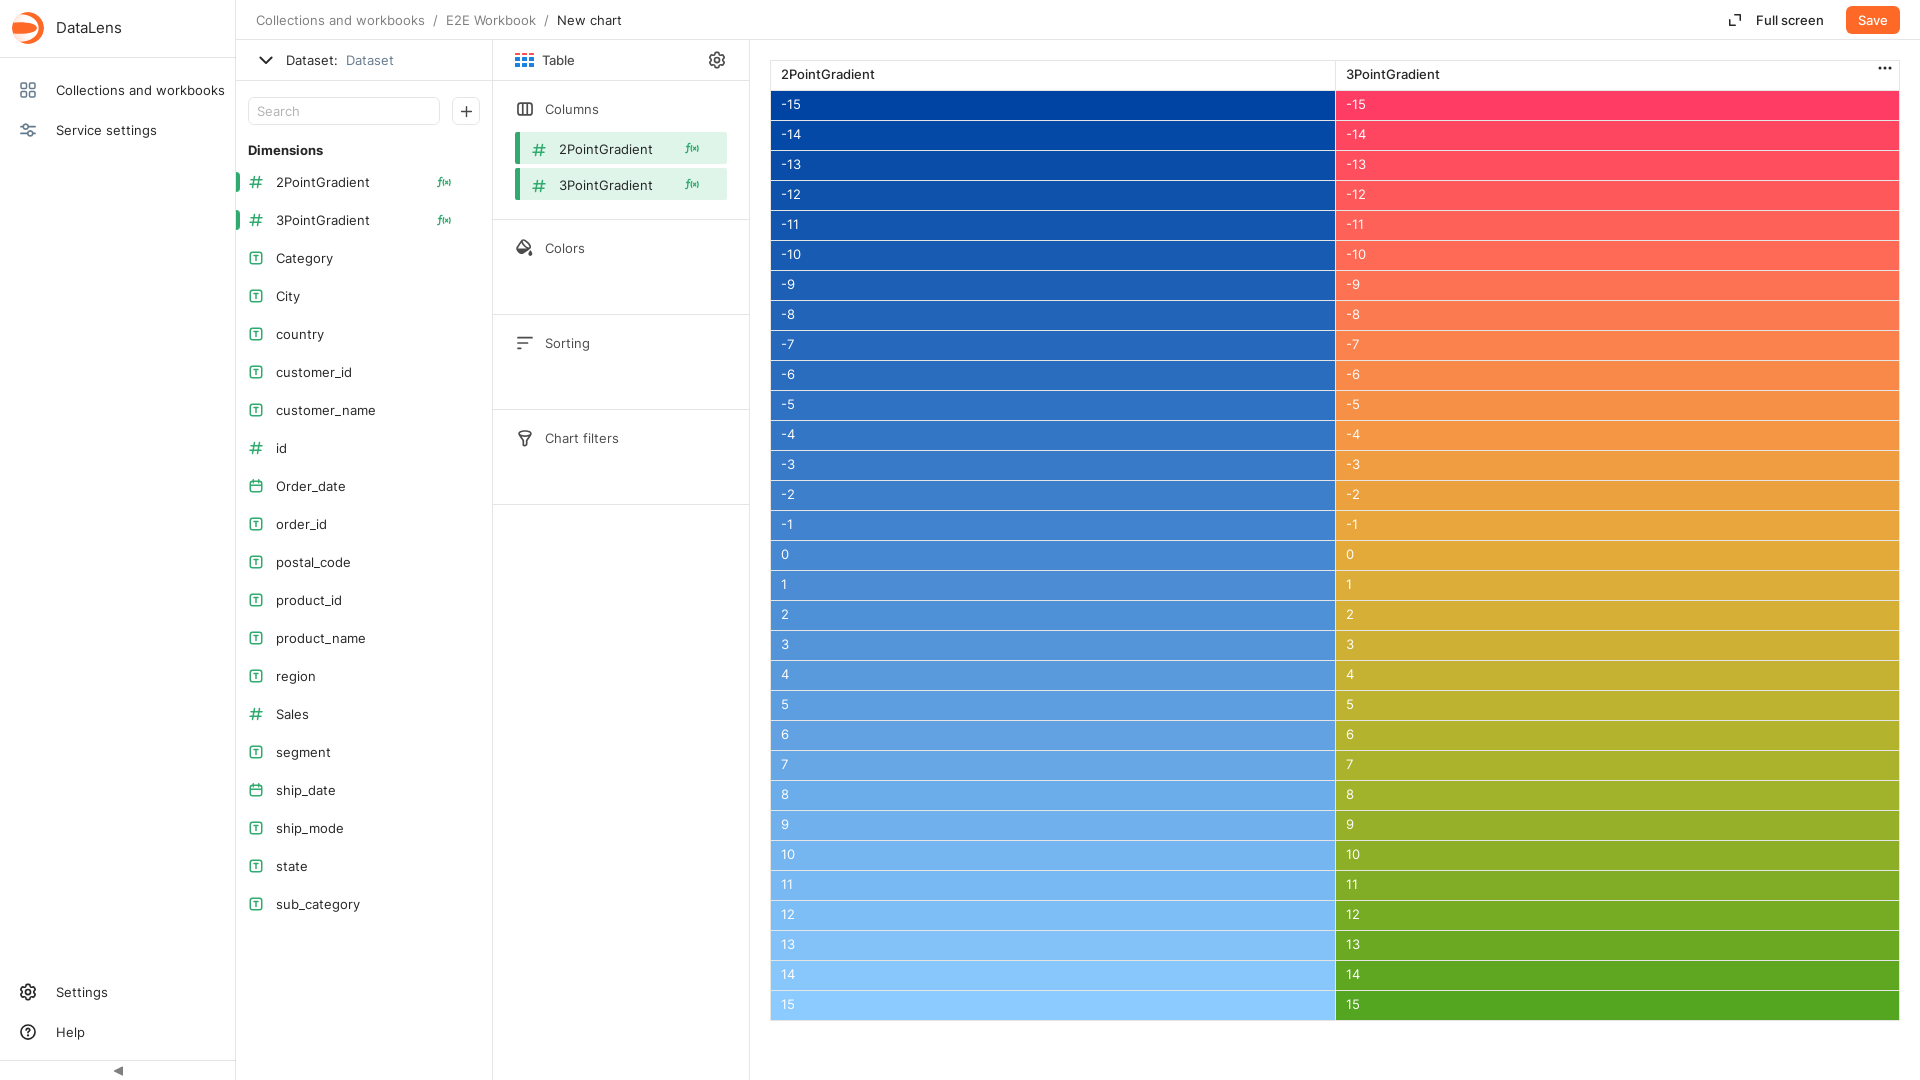 DataLens
Collections and workbooks
Service settings
Settings
Help
Collections and workbooks / E2E Workbook / New chart
Full screen
Save
Dataset: Dataset
Search
Dimensions
2PointGradient
3PointGradient
Category
City
country
customer_id
customer_name
id
Order_date
order_id
postal_code
product_id
product_name
region
Sales
segment
ship_date
ship_mode
state
sub_category
Table
Columns
2PointGradient
3PointGradient
Colors
Sorting
Chart filters
2PointGradient 3PointGradient
-15 -15
-14 -14
-13 -13
-12 -12
-11 -11
-10 -10
-9 -9
-8 -8
-7 -7
-6 -6
-5 -5
-4 -4
-3 -3
-2 -2
-1 -1
0 0
1 1
2 2
3 3
4 4
5 5
6 6
7 7
8 8
9 9
10 10
11 11
12 12
13 13
14 14
15 15